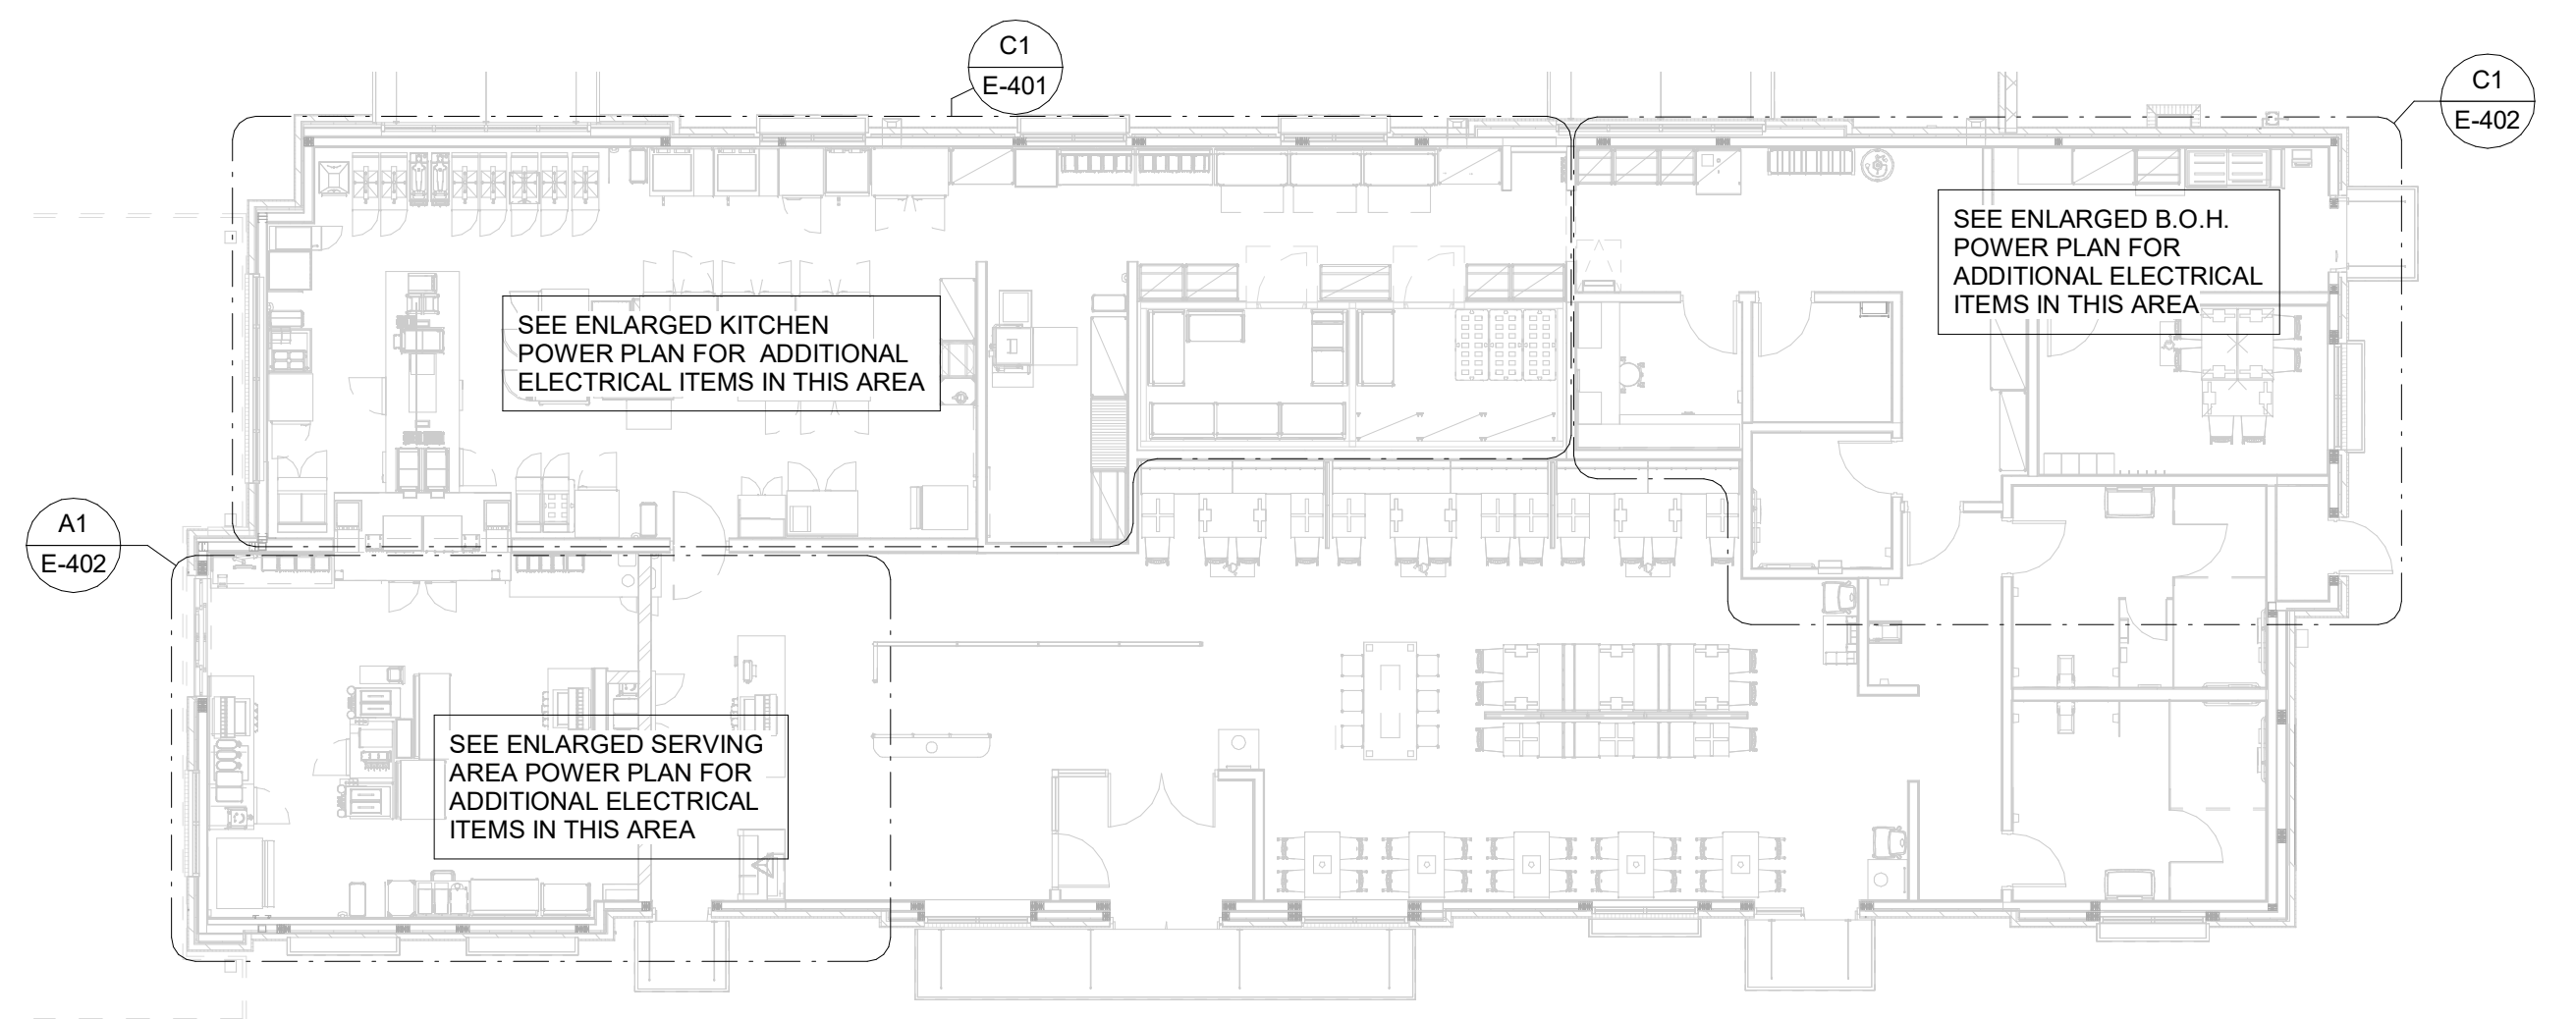 C1
E-401
C1
E-402
SEE ENLARGED B.O.H.
POWER PLAN FOR
ADDITIONAL ELECTRICAL
ITEMS IN THIS AREA
SEE ENLARGED KITCHEN
POWER PLAN FOR  ADDITIONAL
ELECTRICAL ITEMS IN THIS AREA
A1
E-402
SEE ENLARGED SERVING
AREA POWER PLAN FOR
ADDITIONAL ELECTRICAL
ITEMS IN THIS AREA